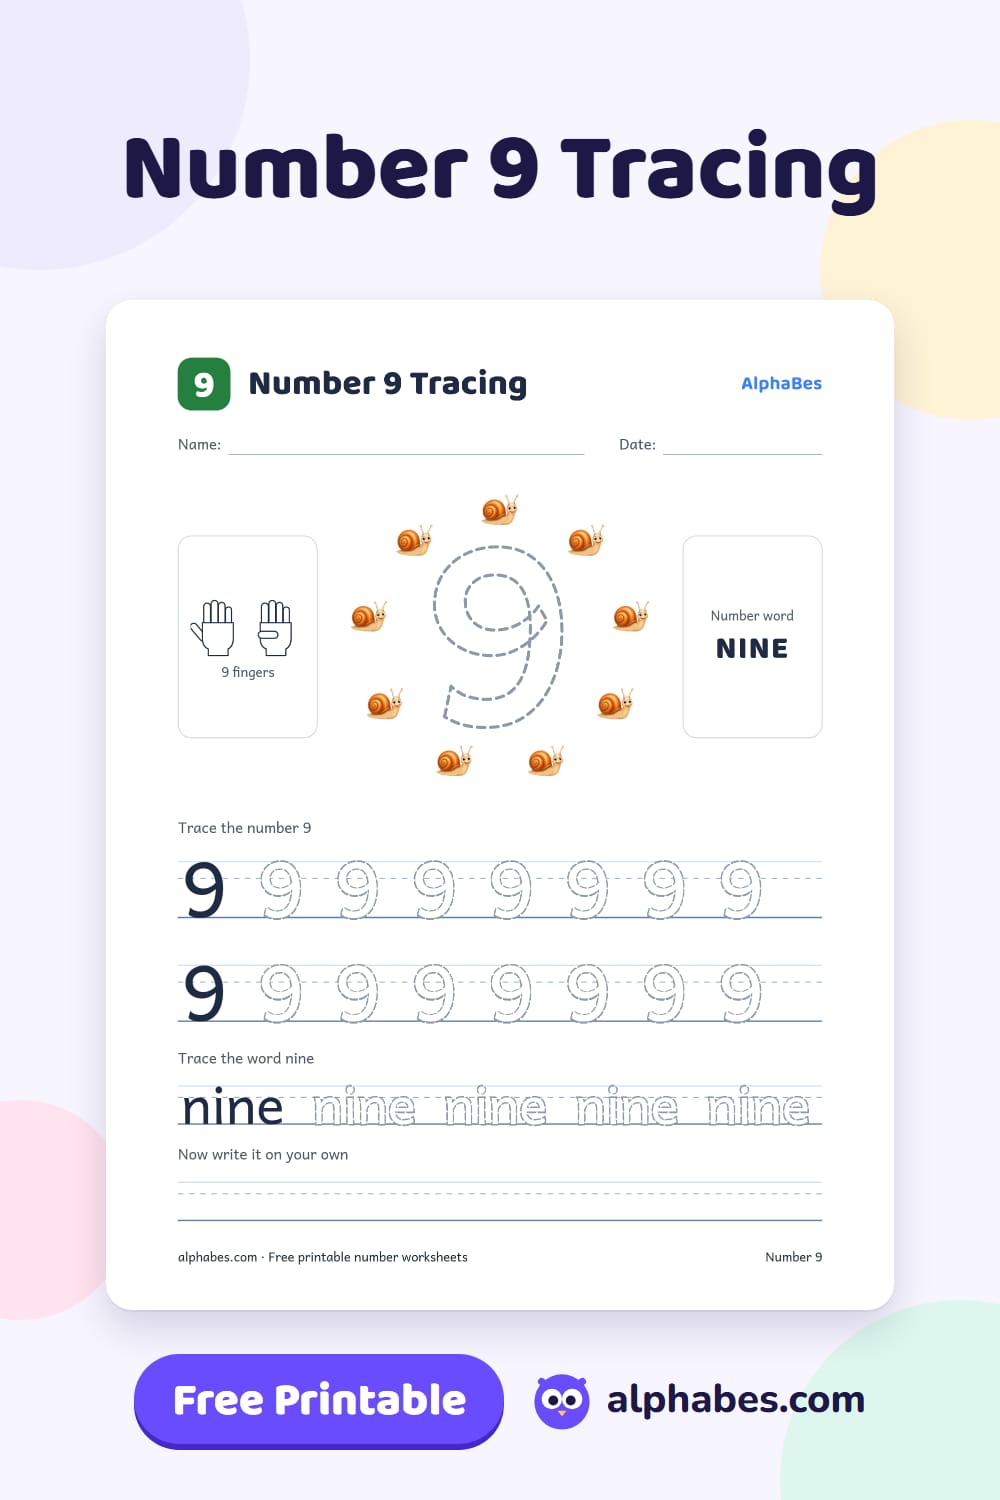 Number 9 Tracing
9 Number 9 Tracing AlphaBes
Name: Date:
9 fingers
9
Number word
NINE
Trace the number 9
9 9 9 9 9 9 9 9
9 9 9 9 9 9 9 9
Trace the word nine
nine nine nine nine nine
Now write it on your own
alphabes.com · Free printable number worksheets Number 9
Free Printable alphabes.com